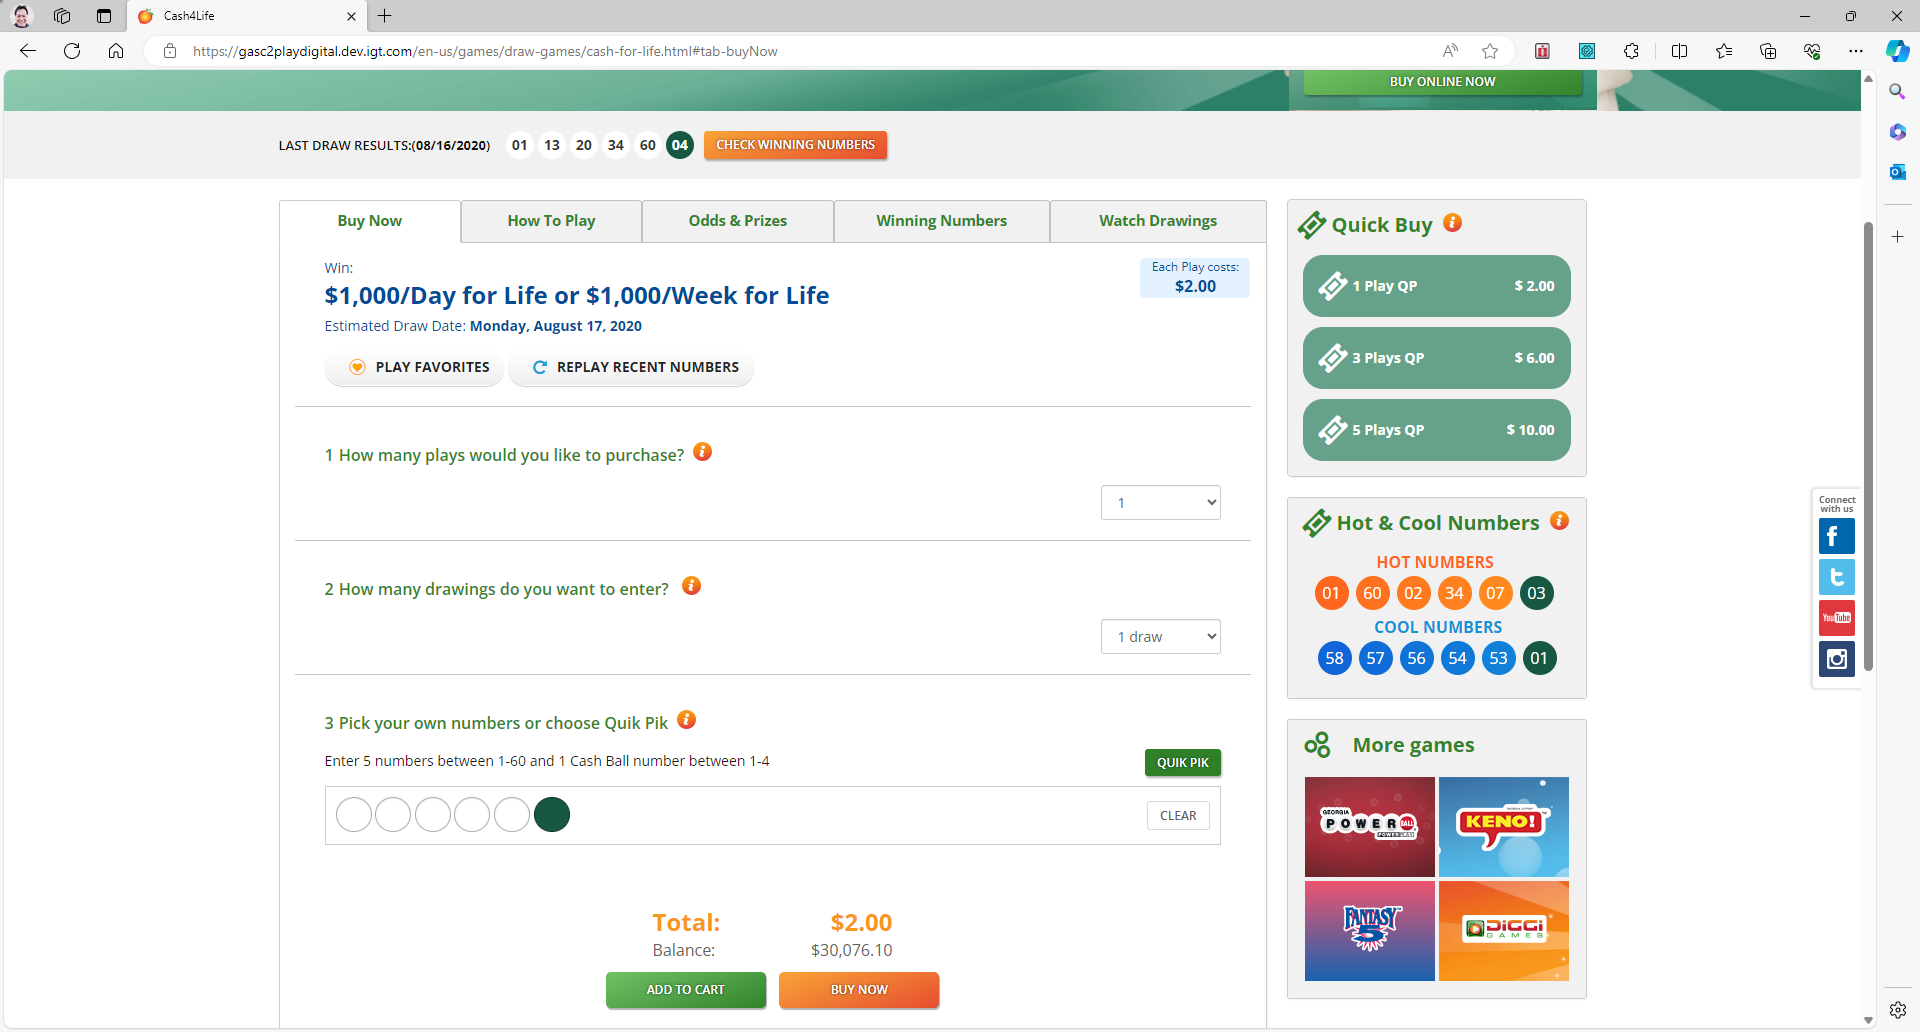 Cash4Life
https://gasc2playdigital.dev.igt.com/en-us/games/draw-games/cash-for-life.html#tab-buyNow
BUY ONLINE NOW
LAST DRAW RESULTS:(08/16/2020) 01 13 20 34 60 04 CHECK WINNING NUMBERS
Buy Now How To Play Odds & Prizes Winning Numbers Watch Drawings
Win:
$1,000/Day for Life or $1,000/Week for Life
Estimated Draw Date: Monday, August 17, 2020
Each Play costs:
$2.00
PLAY FAVORITES REPLAY RECENT NUMBERS
1 How many plays would you like to purchase?
1
2 How many drawings do you want to enter?
1 draw
3 Pick your own numbers or choose Quik Pik
Enter 5 numbers between 1-60 and 1 Cash Ball number between 1-4
QUIK PIK
CLEAR
Total: $2.00
Balance: $30,076.10
ADD TO CART BUY NOW
Quick Buy
1 Play QP $ 2.00
3 Plays QP $ 6.00
5 Plays QP $ 10.00
Hot & Cool Numbers
HOT NUMBERS
01 60 02 34 07 03
COOL NUMBERS
58 57 56 54 53 01
More games
GEORGIA
POWERBALL
POWERPLAY
KENO!
FANTASY
5
DiGGi
GAMES
Connect
with us
f
t
YouTube